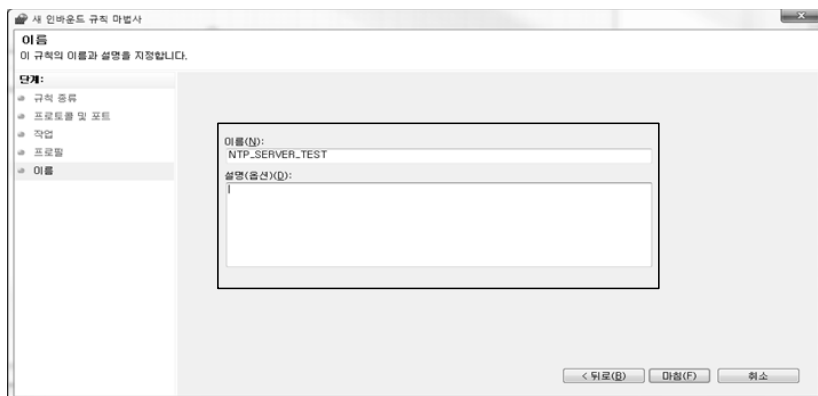 새 인바운드 규칙 마법사
이름
이 규칙의 이름과 설명을 지정합니다.
단계:
규칙 종류
프로토콜 및 포트
작업
프로필
이름
이름(N):
NTP_SERVER_TEST
설명(옵션)(D):
< 뒤로(B)
마침(F)
취소